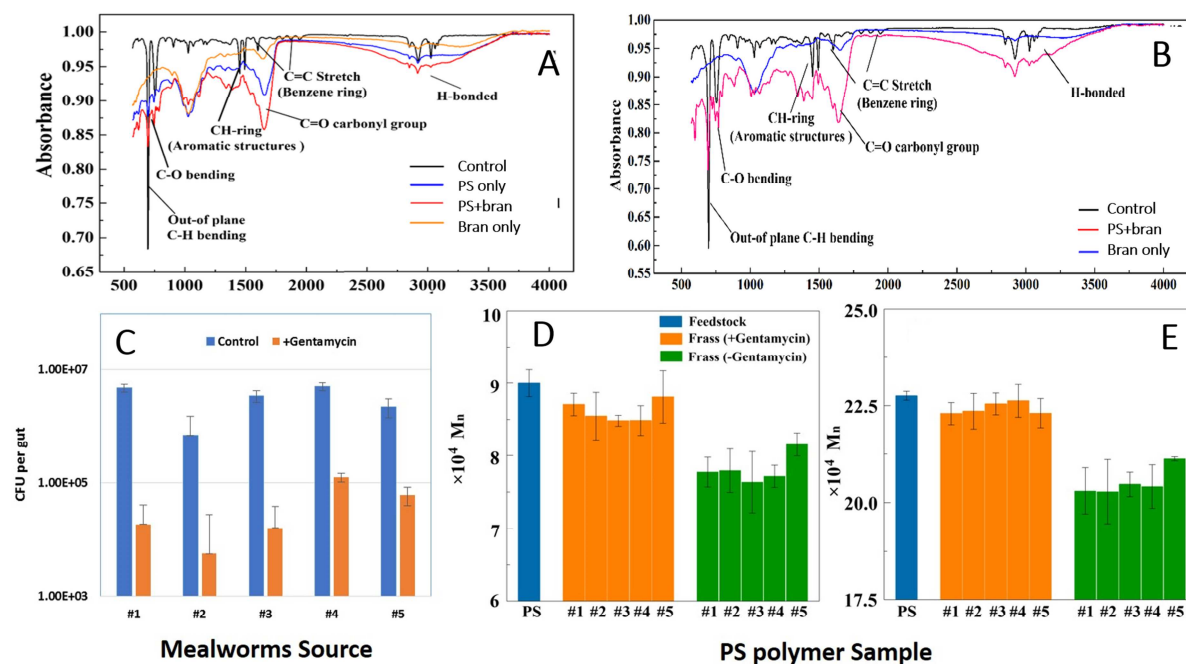 1.00
0.95
0.90
0.85
0.80
0.75
0.70
0.65
Absorbance
A
C=C Stretch
(Benzene ring)
H-bonded
CH-ring
(Aromatic structures )
C=O carbonyl group
C-O bending
Out-of plane
C-H bending
Control
PS only
PS+bran
Bran only
I
500 1000 1500 2000 2500 3000 3500 4000
1.00
0.95
0.90
0.85
0.80
0.75
0.70
0.65
0.60
0.55
Absorbance
B
C=C Stretch
(Benzene ring)
H-bonded
CH-ring
(Aromatic structures )
C=O carbonyl group
C-O bending
Out-of plane C-H bending
Control
PS+bran
Bran only
500 1000 1500 2000 2500 3000 3500 4000
C
Control +Gentamycin
1.00E+07
1.00E+05
1.00E+03
CFU per gut
#1 #2 #3 #4 #5
Mealworms Source
D
Feedstock
Frass (+Gentamycin)
Frass (-Gentamycin)
10
9
8
7
6
×10⁴ Mn
PS #1 #2 #3 #4 #5 #1 #2 #3 #4 #5
E
25.0
22.5
20.0
17.5
×10⁴ Mn
PS #1 #2 #3 #4 #5 #1 #2 #3 #4 #5
PS polymer Sample